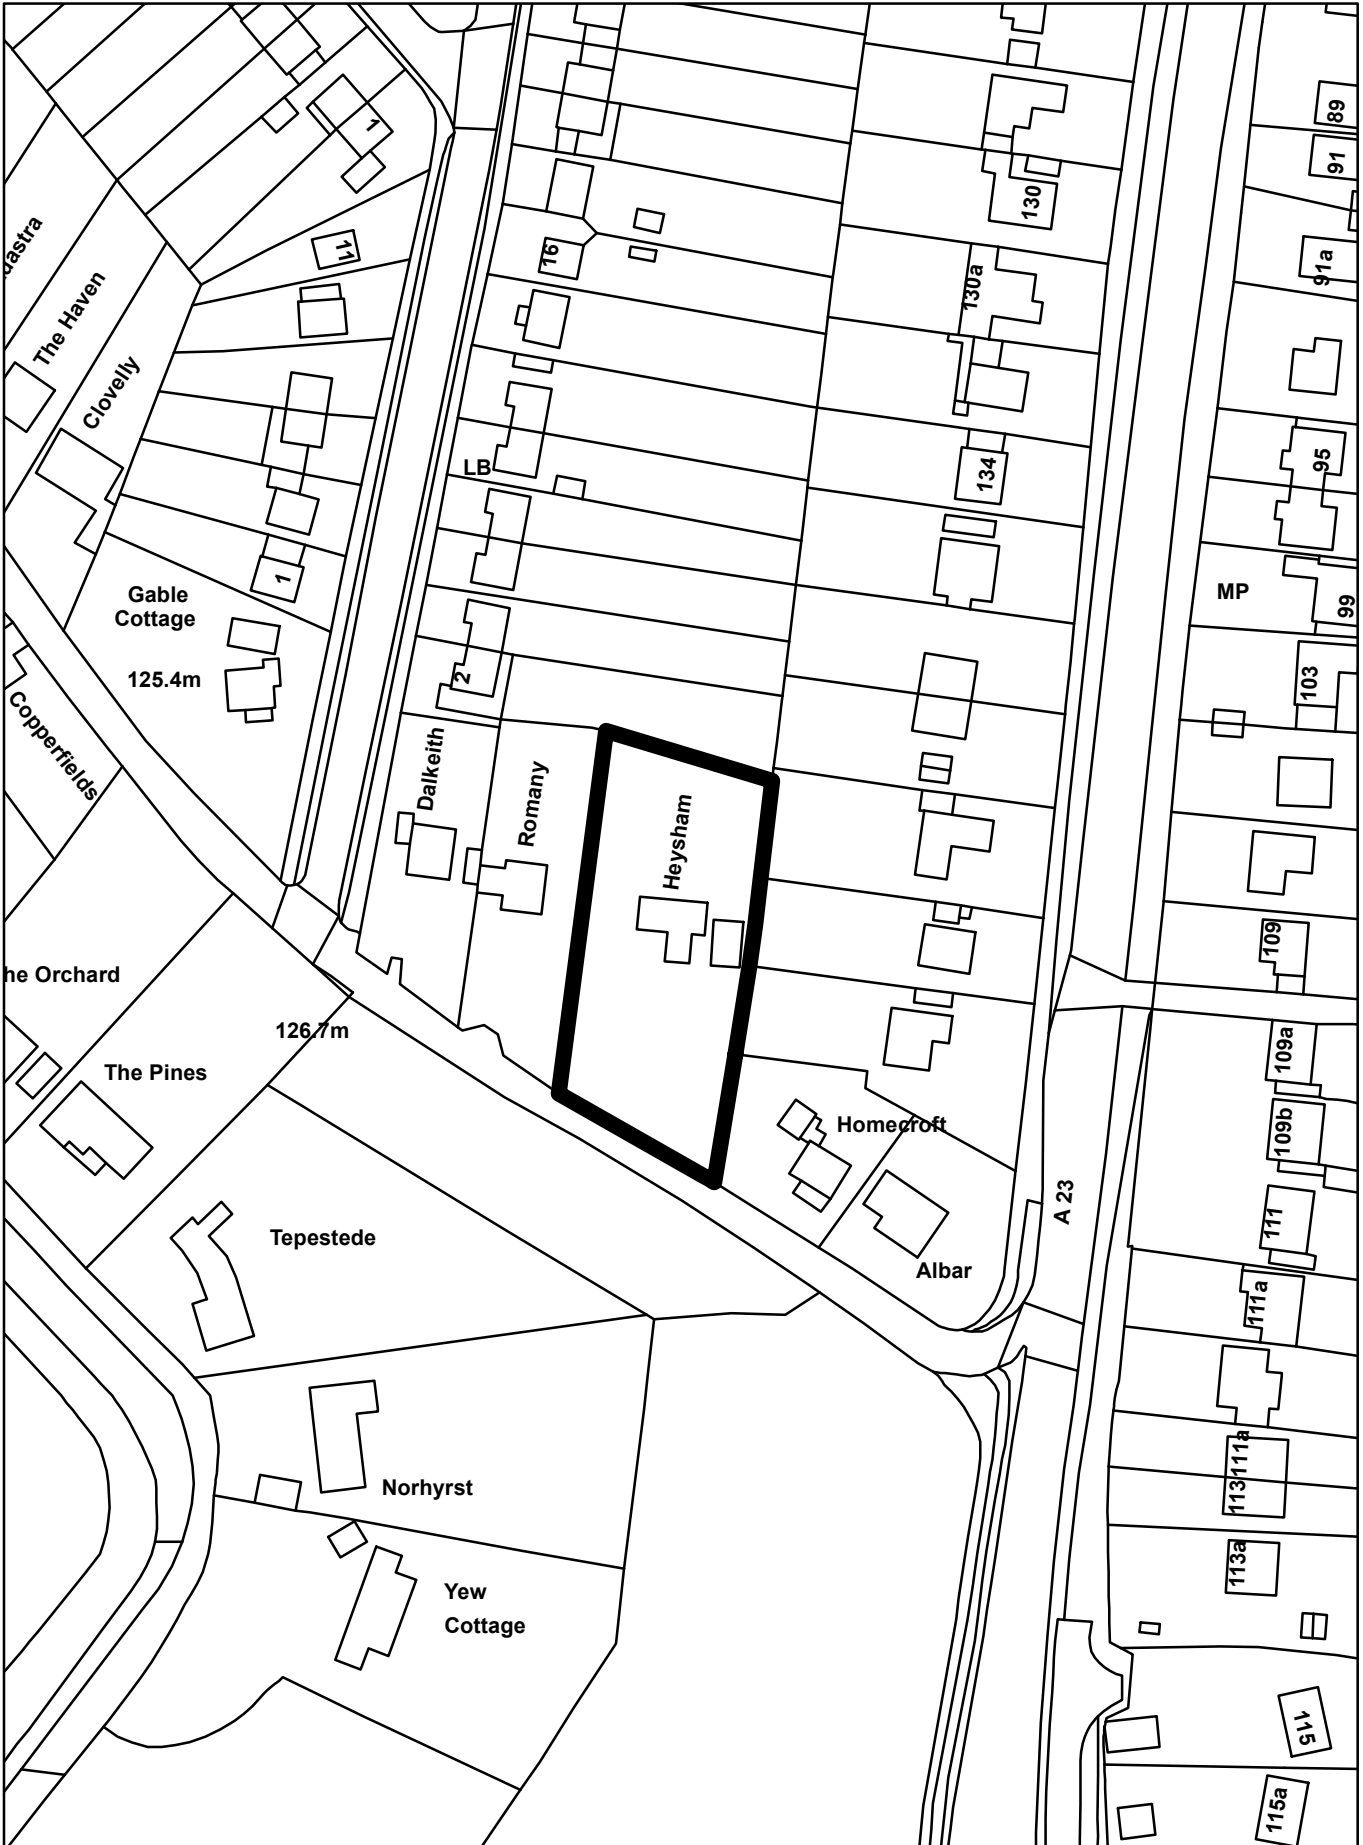 89
91
1
130
11
16
91a
dastra
130a
The Haven
Clovelly
LB
134
95
1
Gable
Cottage
MP
99
125.4m
2
103
Copperfields
Dalkeith
Romany
Heysham
109
he Orchard
126.7m
109a
The Pines
Homecroft
109b
A 23
111
Tepestede
Albar
111a
111a
113
Norhyrst
113a
Yew
Cottage
115
115a